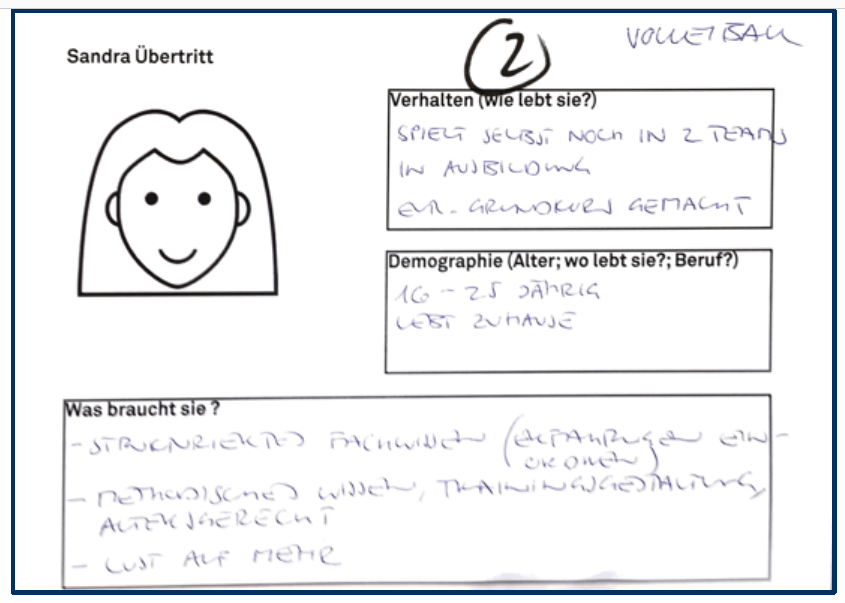 Sandra Übertritt
2
VOLLEYBALL
Verhalten (wie lebt sie?)
SPIELT SELBST NOCH IN 2 TEAMS
IN AUSBILDUNG
EVR. GRUNDKURS GEMACHT
Demographie (Alter; wo lebt sie?; Beruf?)
16 – 25 JÄHRIG
LEBT ZUHAUSE
Was braucht sie ?
- STRUKTURIERTES FACHWISSEN (ERFAHRUNGEN EIN-
ORDNEN)
- METHODISCHES WISSEN, TRAININGSGESTALTUNG,
ALTERSGERECHT
- LUST AUF MEHR